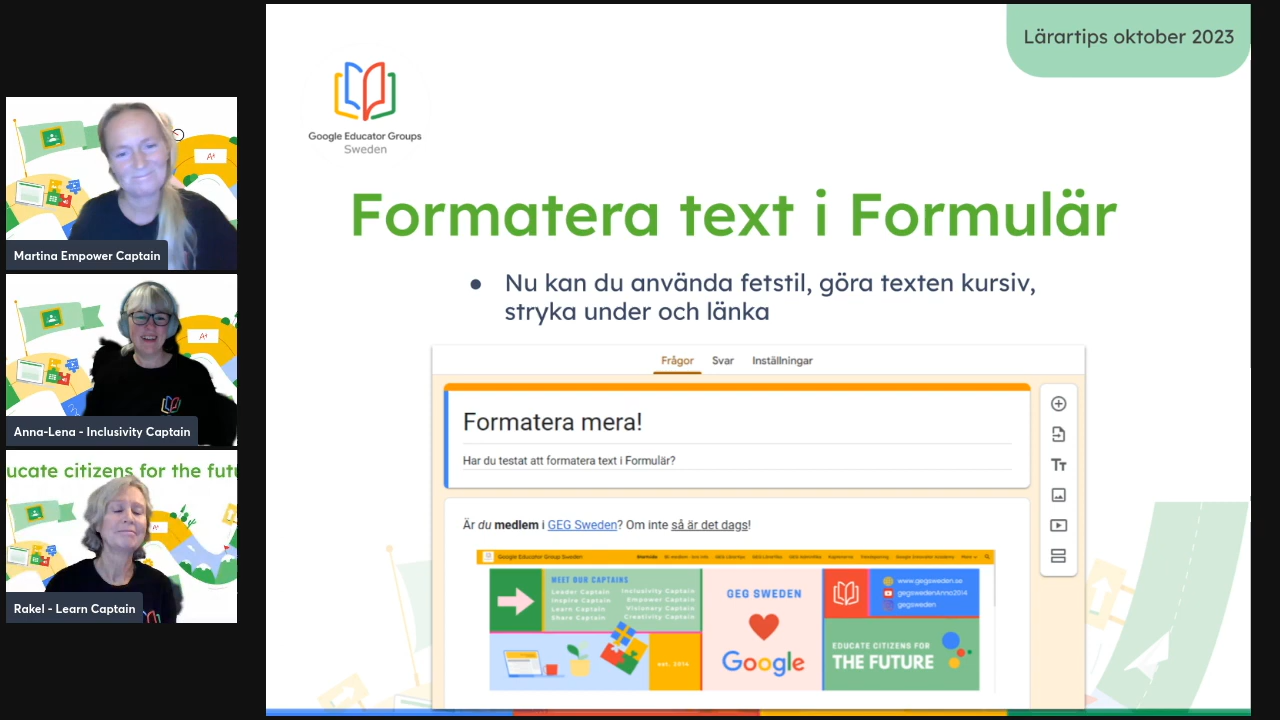 Lärartips oktober 2023
Google Educator Groups
Sweden
Formatera text i Formulär
● Nu kan du använda fetstil, göra texten kursiv,
stryka under och länka
Frågor Svar Inställningar
Formatera mera!
Har du testat att formatera text i Formulär?
Är du medlem i GEG Sweden? Om inte så är det dags!
Google Educator Group Sweden
MEET OUR CAPTAINS
Leader Captain Inclusivity Captain
Inspire Captain Empower Captain
Learn Captain Visionary Captain
Share Captain Creativity Captain
est. 2014
GEG SWEDEN
Google
www.gegsweden.se
gegswedenAnno2014
gegsweden
EDUCATE CITIZENS FOR
THE FUTURE
A+
Martina Empower Captain
A+
Anna-Lena - Inclusivity Captain
ucate citizens for the fut
A+
Rakel - Learn Captain